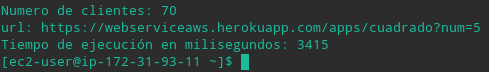 Numero de clientes: 70
url: https://webserviceaws.herokuapp.com/apps/cuadrado?num=5
Tiempo de ejecución en milisegundos: 3415
[ec2-user@ip-172-31-93-11 ~]$